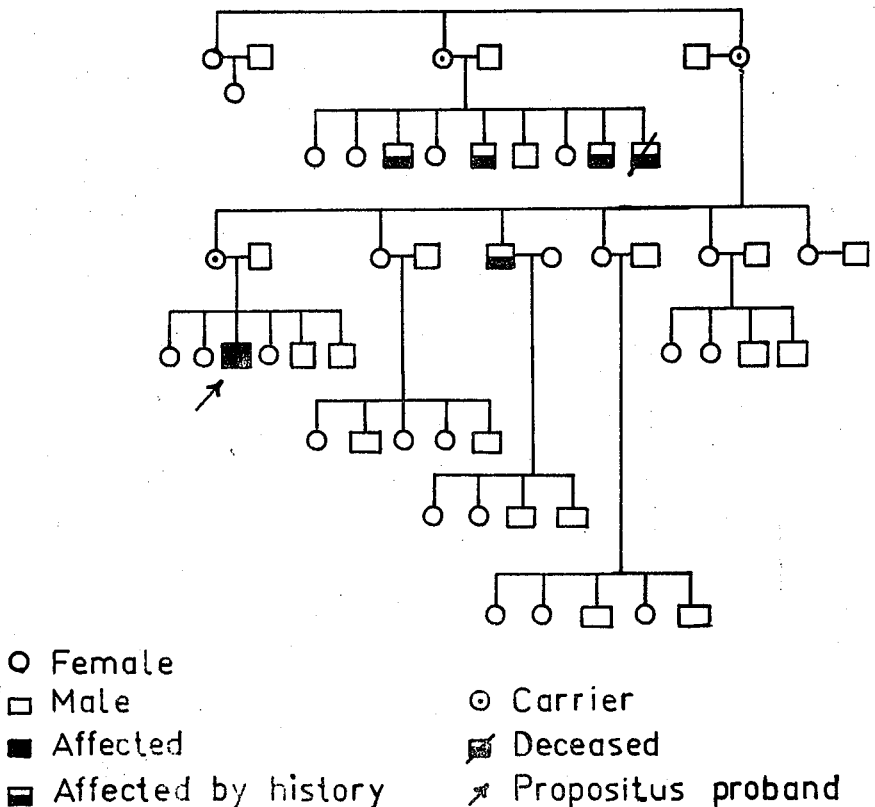 Female
Male
Affected
Affected by history
Carrier
Deceased
Propositus proband